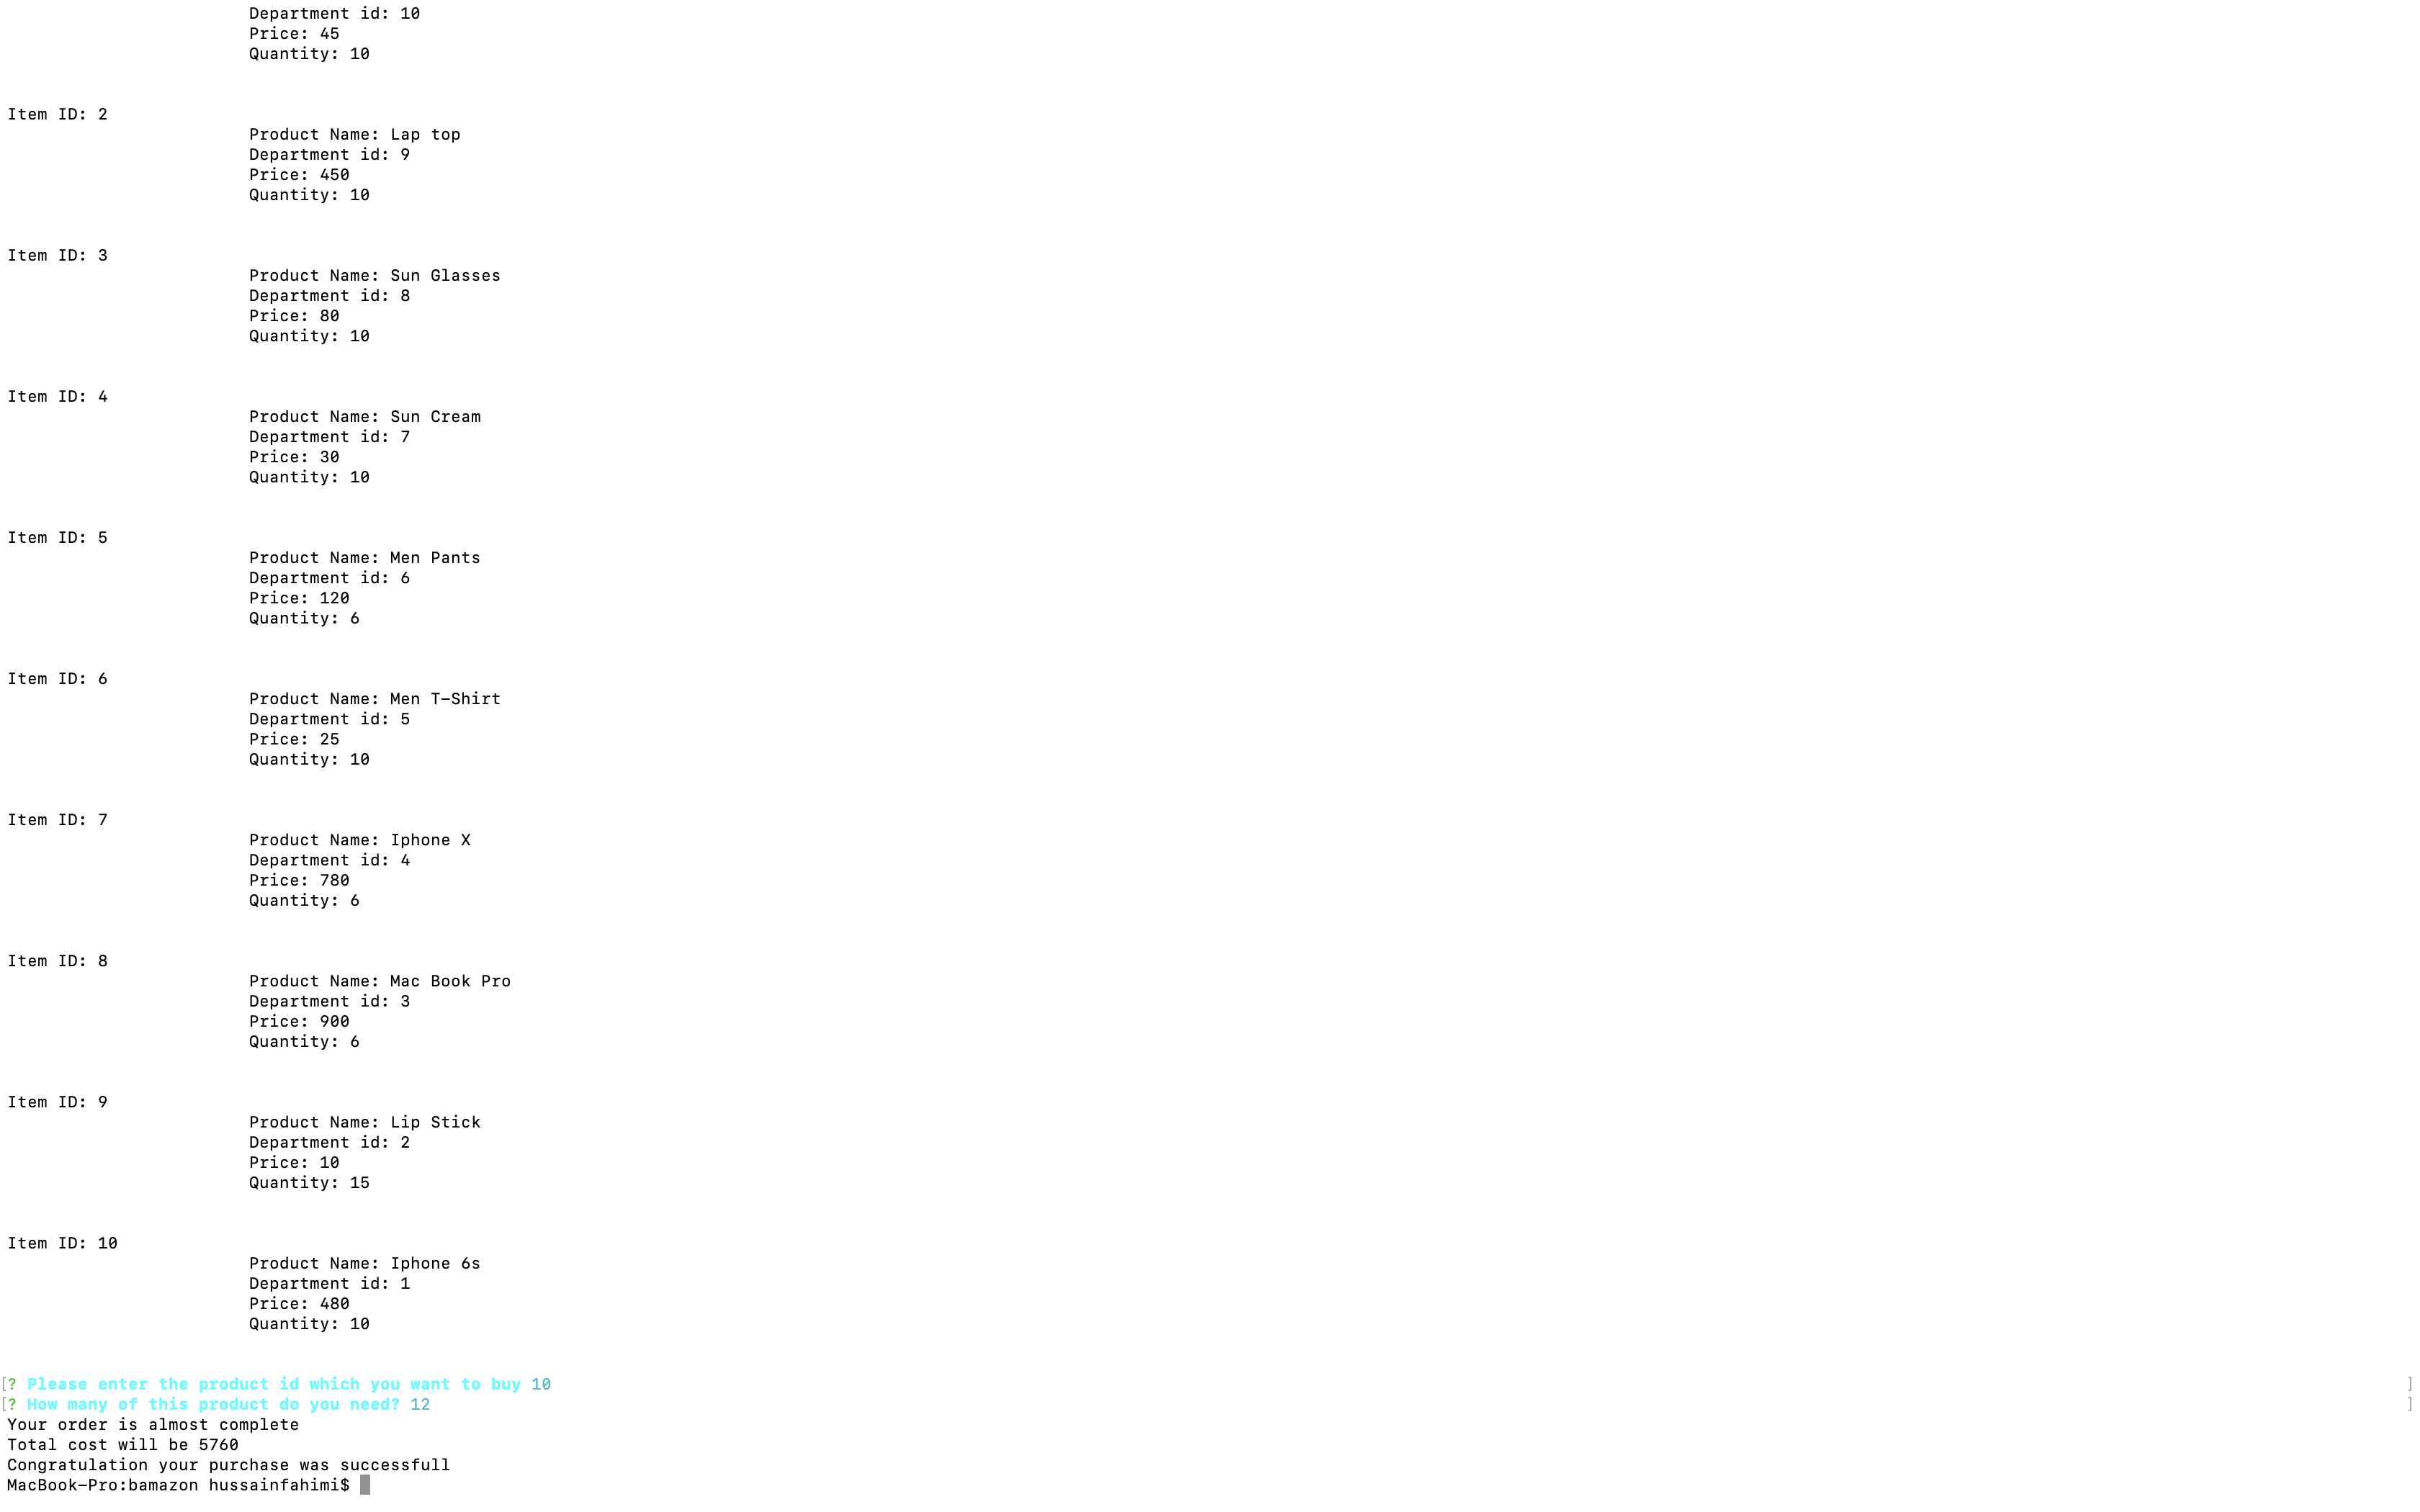 Department id: 10
Price: 45
Quantity: 10
Item ID: 2
Product Name: Lap top
Department id: 9
Price: 450
Quantity: 10
Item ID: 3
Product Name: Sun Glasses
Department id: 8
Price: 80
Quantity: 10
Item ID: 4
Product Name: Sun Cream
Department id: 7
Price: 30
Quantity: 10
Item ID: 5
Product Name: Men Pants
Department id: 6
Price: 120
Quantity: 6
Item ID: 6
Product Name: Men T-Shirt
Department id: 5
Price: 25
Quantity: 10
Item ID: 7
Product Name: Iphone X
Department id: 4
Price: 780
Quantity: 6
Item ID: 8
Product Name: Mac Book Pro
Department id: 3
Price: 900
Quantity: 6
Item ID: 9
Product Name: Lip Stick
Department id: 2
Price: 10
Quantity: 15
Item ID: 10
Product Name: Iphone 6s
Department id: 1
Price: 480
Quantity: 10
[? Please enter the product id which you want to buy 10 ]
[? How many of this product do you need? 12 ]
Your order is almost complete
Total cost will be 5760
Congratulation your purchase was successfull
MacBook-Pro:bamazon hussainfahimi$